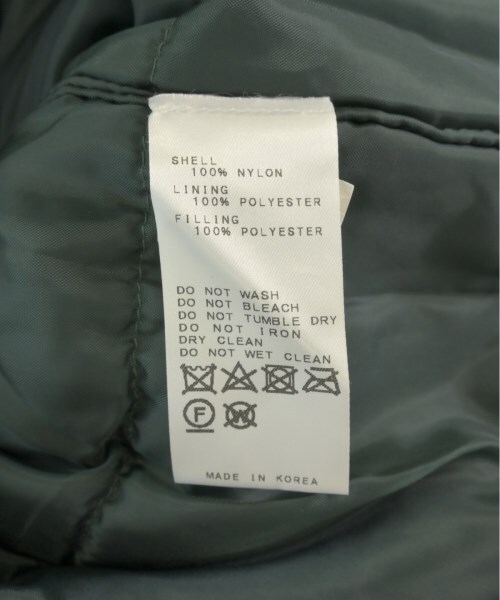 SHELL
100% NYLON
LINING
100% POLYESTER
FILLING
100% POLYESTER
DO NOT WASH
DO NOT BLEACH
DO NOT TUMBLE DRY
DO NOT IRON
DRY CLEAN
DO NOT WET CLEAN
F W
MADE IN KOREA